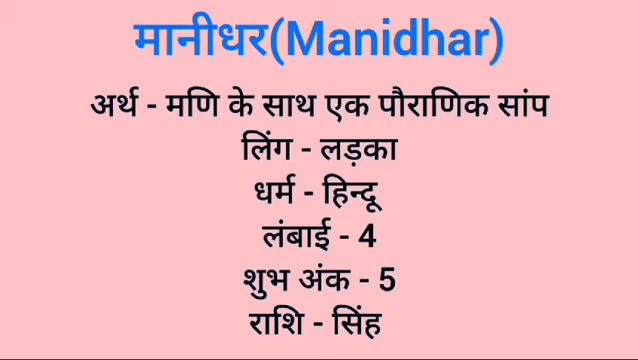 मानीधर(Manidhar)
अर्थ - मणि के साथ एक पौराणिक सांप
लिंग - लड़का
धर्म - हिन्दू
लंबाई - 4
शुभ अंक - 5
राशि - सिंह